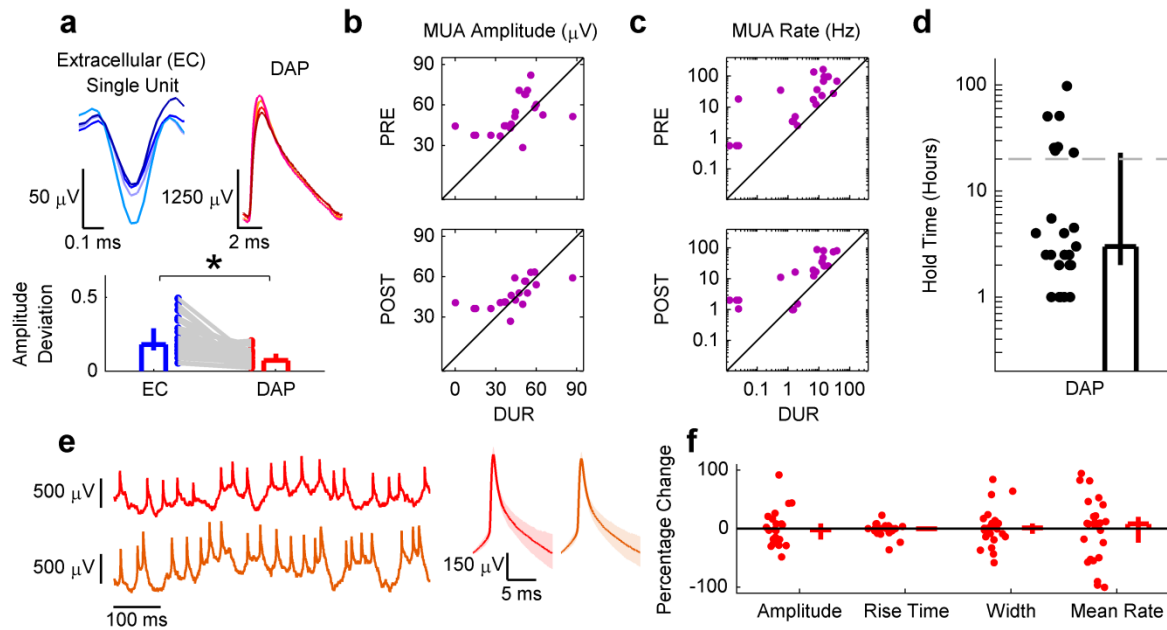 a
Extracellular (EC)
Single Unit
DAP
50 μV
0.1 ms
1250 μV
2 ms
*
Amplitude
Deviation
0.5
0
EC
DAP
b
MUA Amplitude (μV)
PRE
90
60
30
POST
90
60
30
0
30
60
90
DUR
c
MUA Rate (Hz)
PRE
100
10
1
0.1
POST
100
10
1
0.1
0.1
1
10
100
DUR
d
Hold Time (Hours)
100
10
1
DAP
e
500 μV
500 μV
100 ms
150 μV
5 ms
f
Percentage Change
100
0
-100
Amplitude
Rise Time
Width
Mean Rate